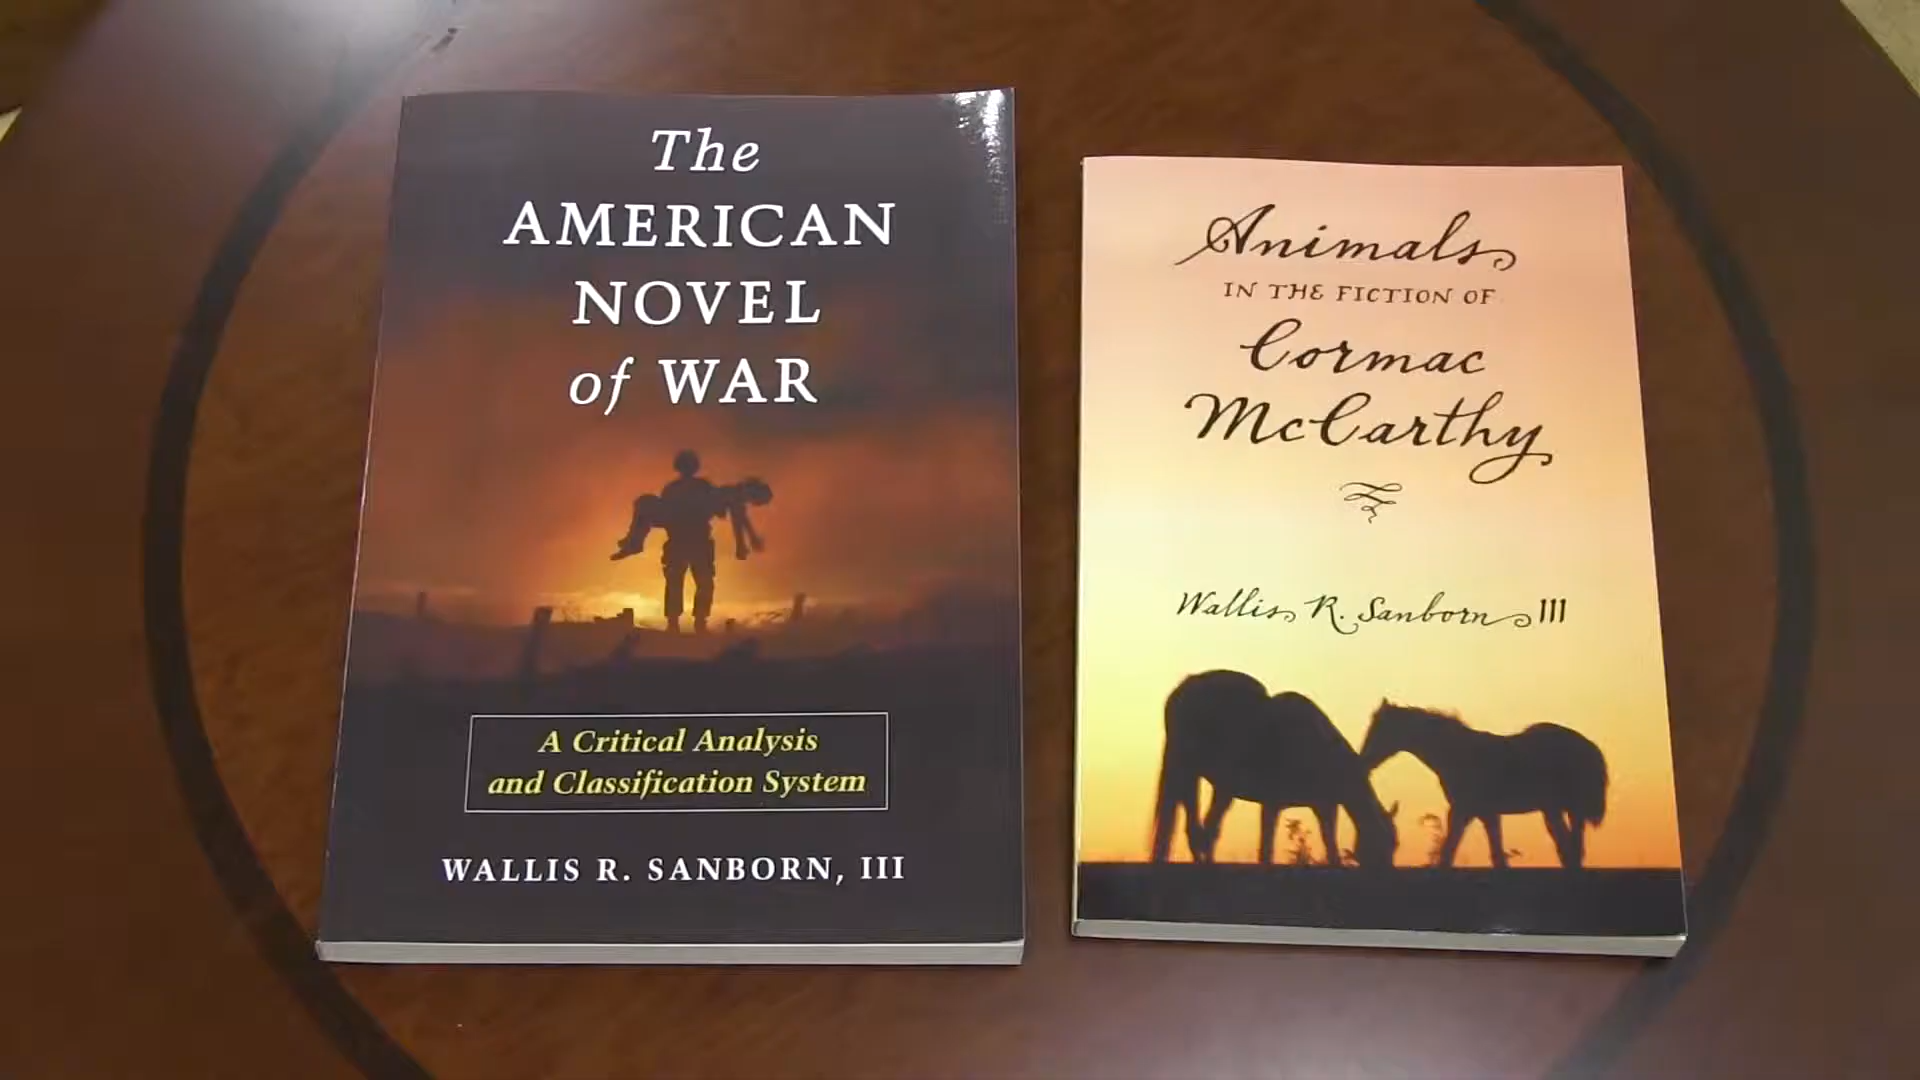 The
AMERICAN
NOVEL
of WAR
A Critical Analysis
and Classification System
WALLIS R. SANBORN, III
Animals
IN THE FICTION OF
Cormac
McCarthy
Wallis R. Sanborn III